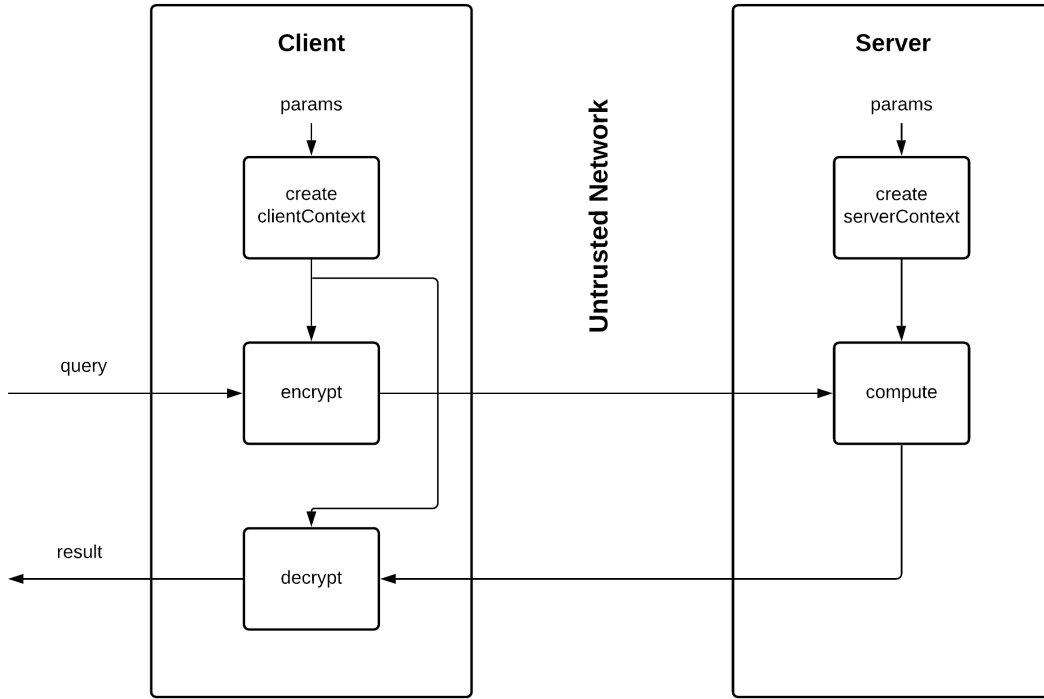 Client
Server
params
params
Untrusted Network
create
clientContext
create
serverContext
query
encrypt
compute
result
decrypt